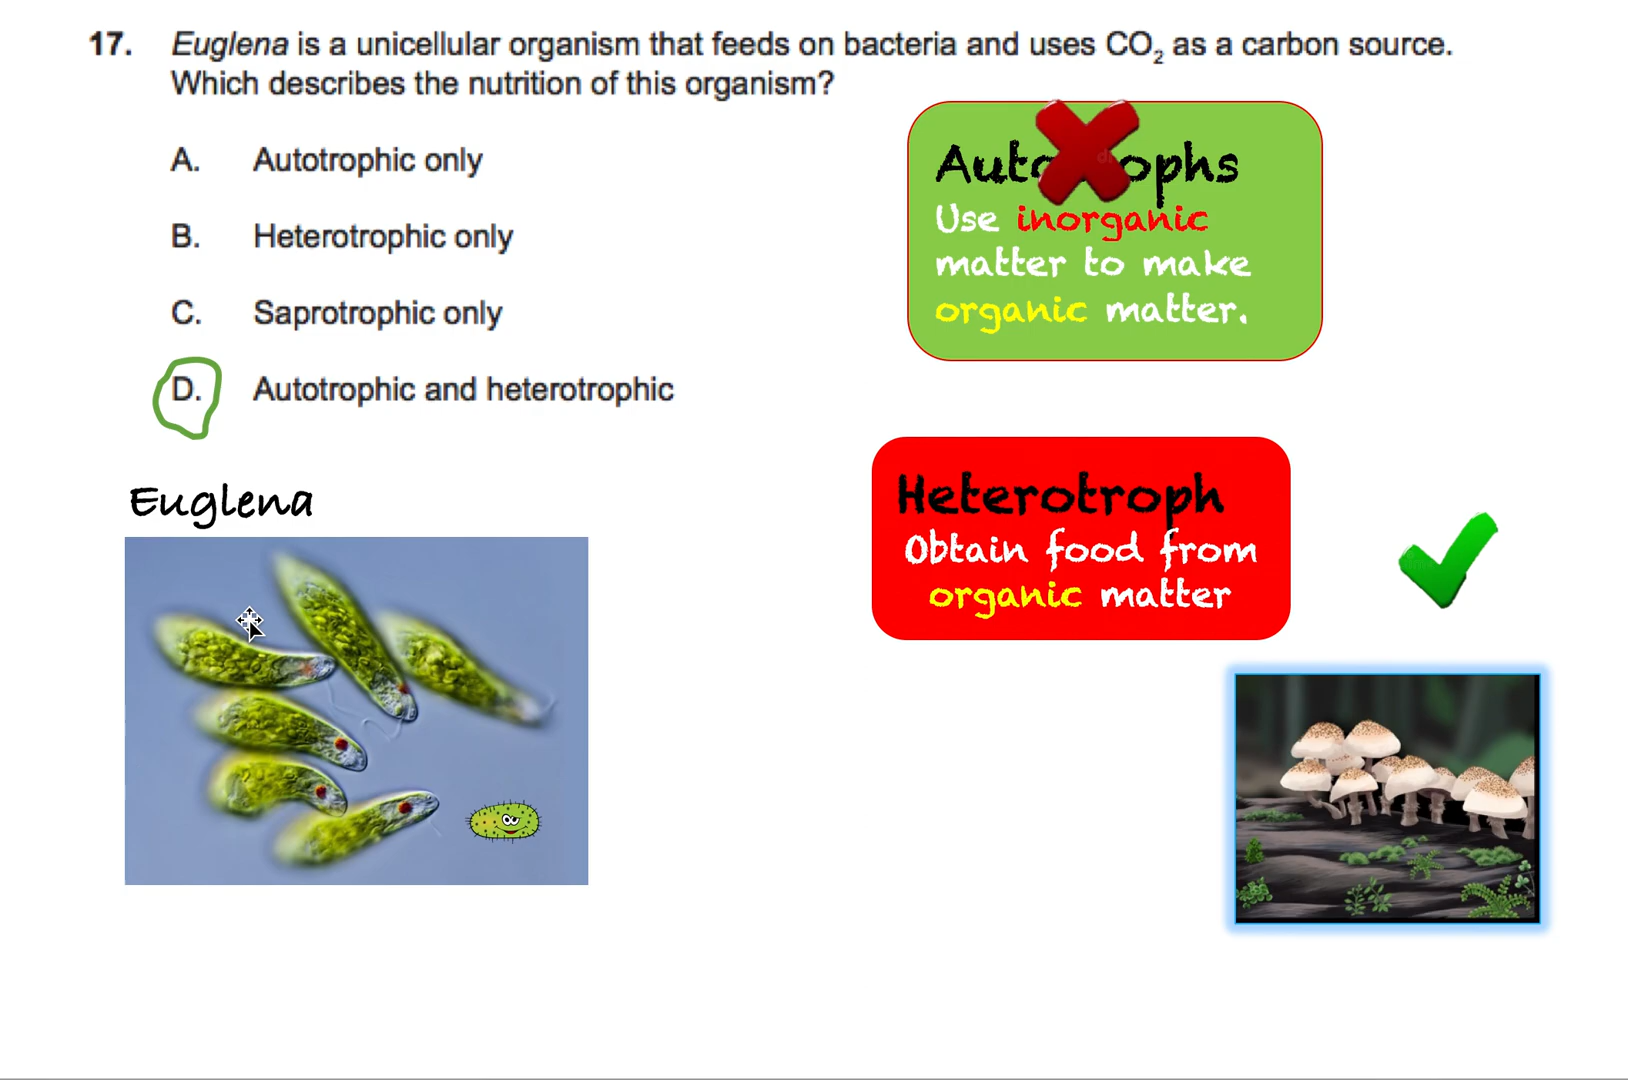 17. Euglena is a unicellular organism that feeds on bacteria and uses CO₂ as a carbon source.
Which describes the nutrition of this organism?
A. Autotrophic only
B. Heterotrophic only
C. Saprotrophic only
D. Autotrophic and heterotrophic
Use inorganic
matter to make
organic matter.
Heterotroph
Obtain food from
organic matter
Euglena